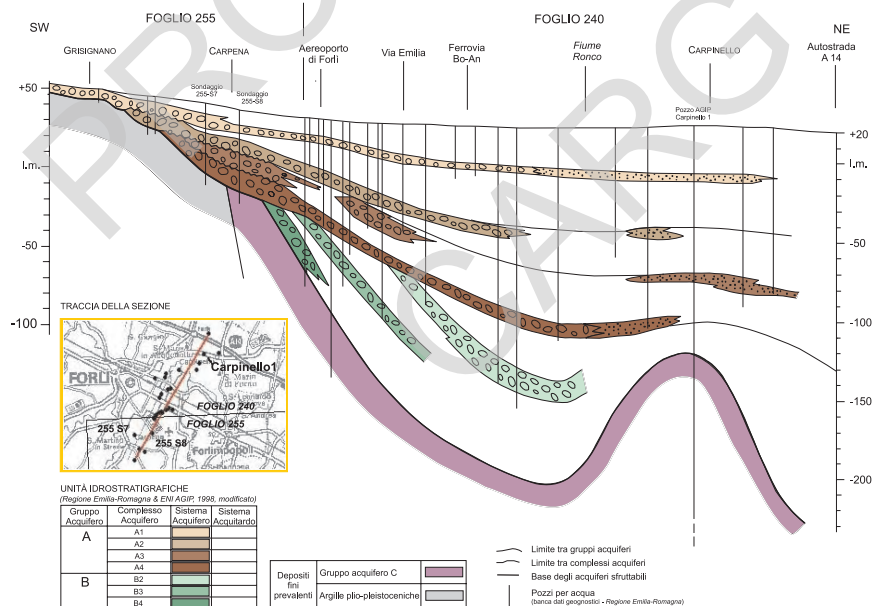 FOGLIO 255
FOGLIO 240
SW
NE
GRISIGNANO
CARPENA
Aereoporto
di Forlì
Via Emilia
Ferrovia
Bo-An
Fiume
Ronco
CARPINELLO
Autostrada
A 14
Sondaggio
255-S7
Sondaggio
255-S8
Pozzo AGIP
Carpinello 1
+50
l.m.
-50
-100
+20
l.m.
-50
-100
-150
-200
PRO
CARG
TRACCIA DELLA SEZIONE
Carpinello1
FORLÌ
FOGLIO 240
FOGLIO 255
255 S7
255 S8
Forlimpopoli
UNITÀ IDROSTRATIGRAFICHE
(Regione Emilia-Romagna & ENI AGIP, 1998, modificato)
Gruppo Acquifero
Complesso Acquifero
Sistema Acquifero
Sistema Acquitardo
A
A1
A2
A3
A4
B
B2
B3
B4
Depositi fini prevalenti
Gruppo acquifero C
Argille plio-pleistoceniche
Limite tra gruppi acquiferi
Limite tra complessi acquiferi
Base degli acquiferi sfruttabili
Pozzi per acqua
(banca dati geognostici - Regione Emilia-Romagna)